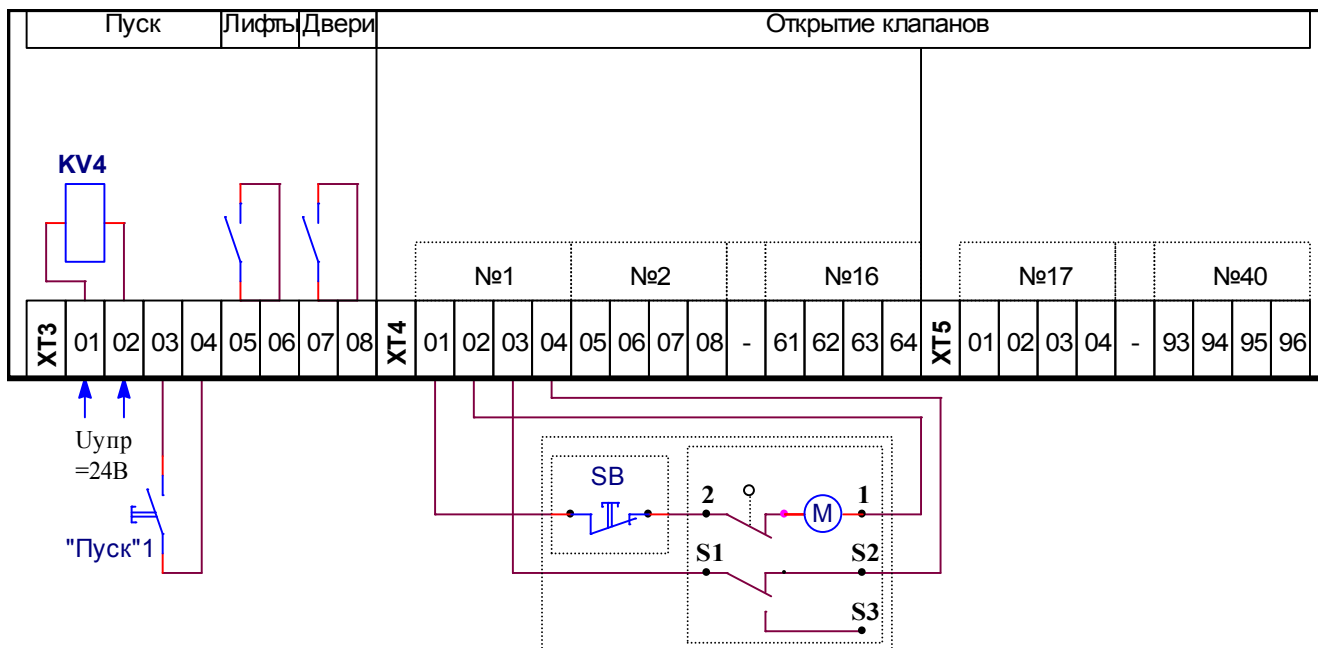 Пуск Лифты Двери Открытие клапанов
KV4
№1 №2 №16 №17 №40
XT3 01 02 03 04 05 06 07 08 XT4 01 02 03 04 05 06 07 08 - 61 62 63 64 XT5 01 02 03 04 - 93 94 95 96
Uупр
=24В
SB 2 M 1
"Пуск"1
S1 S2
S3